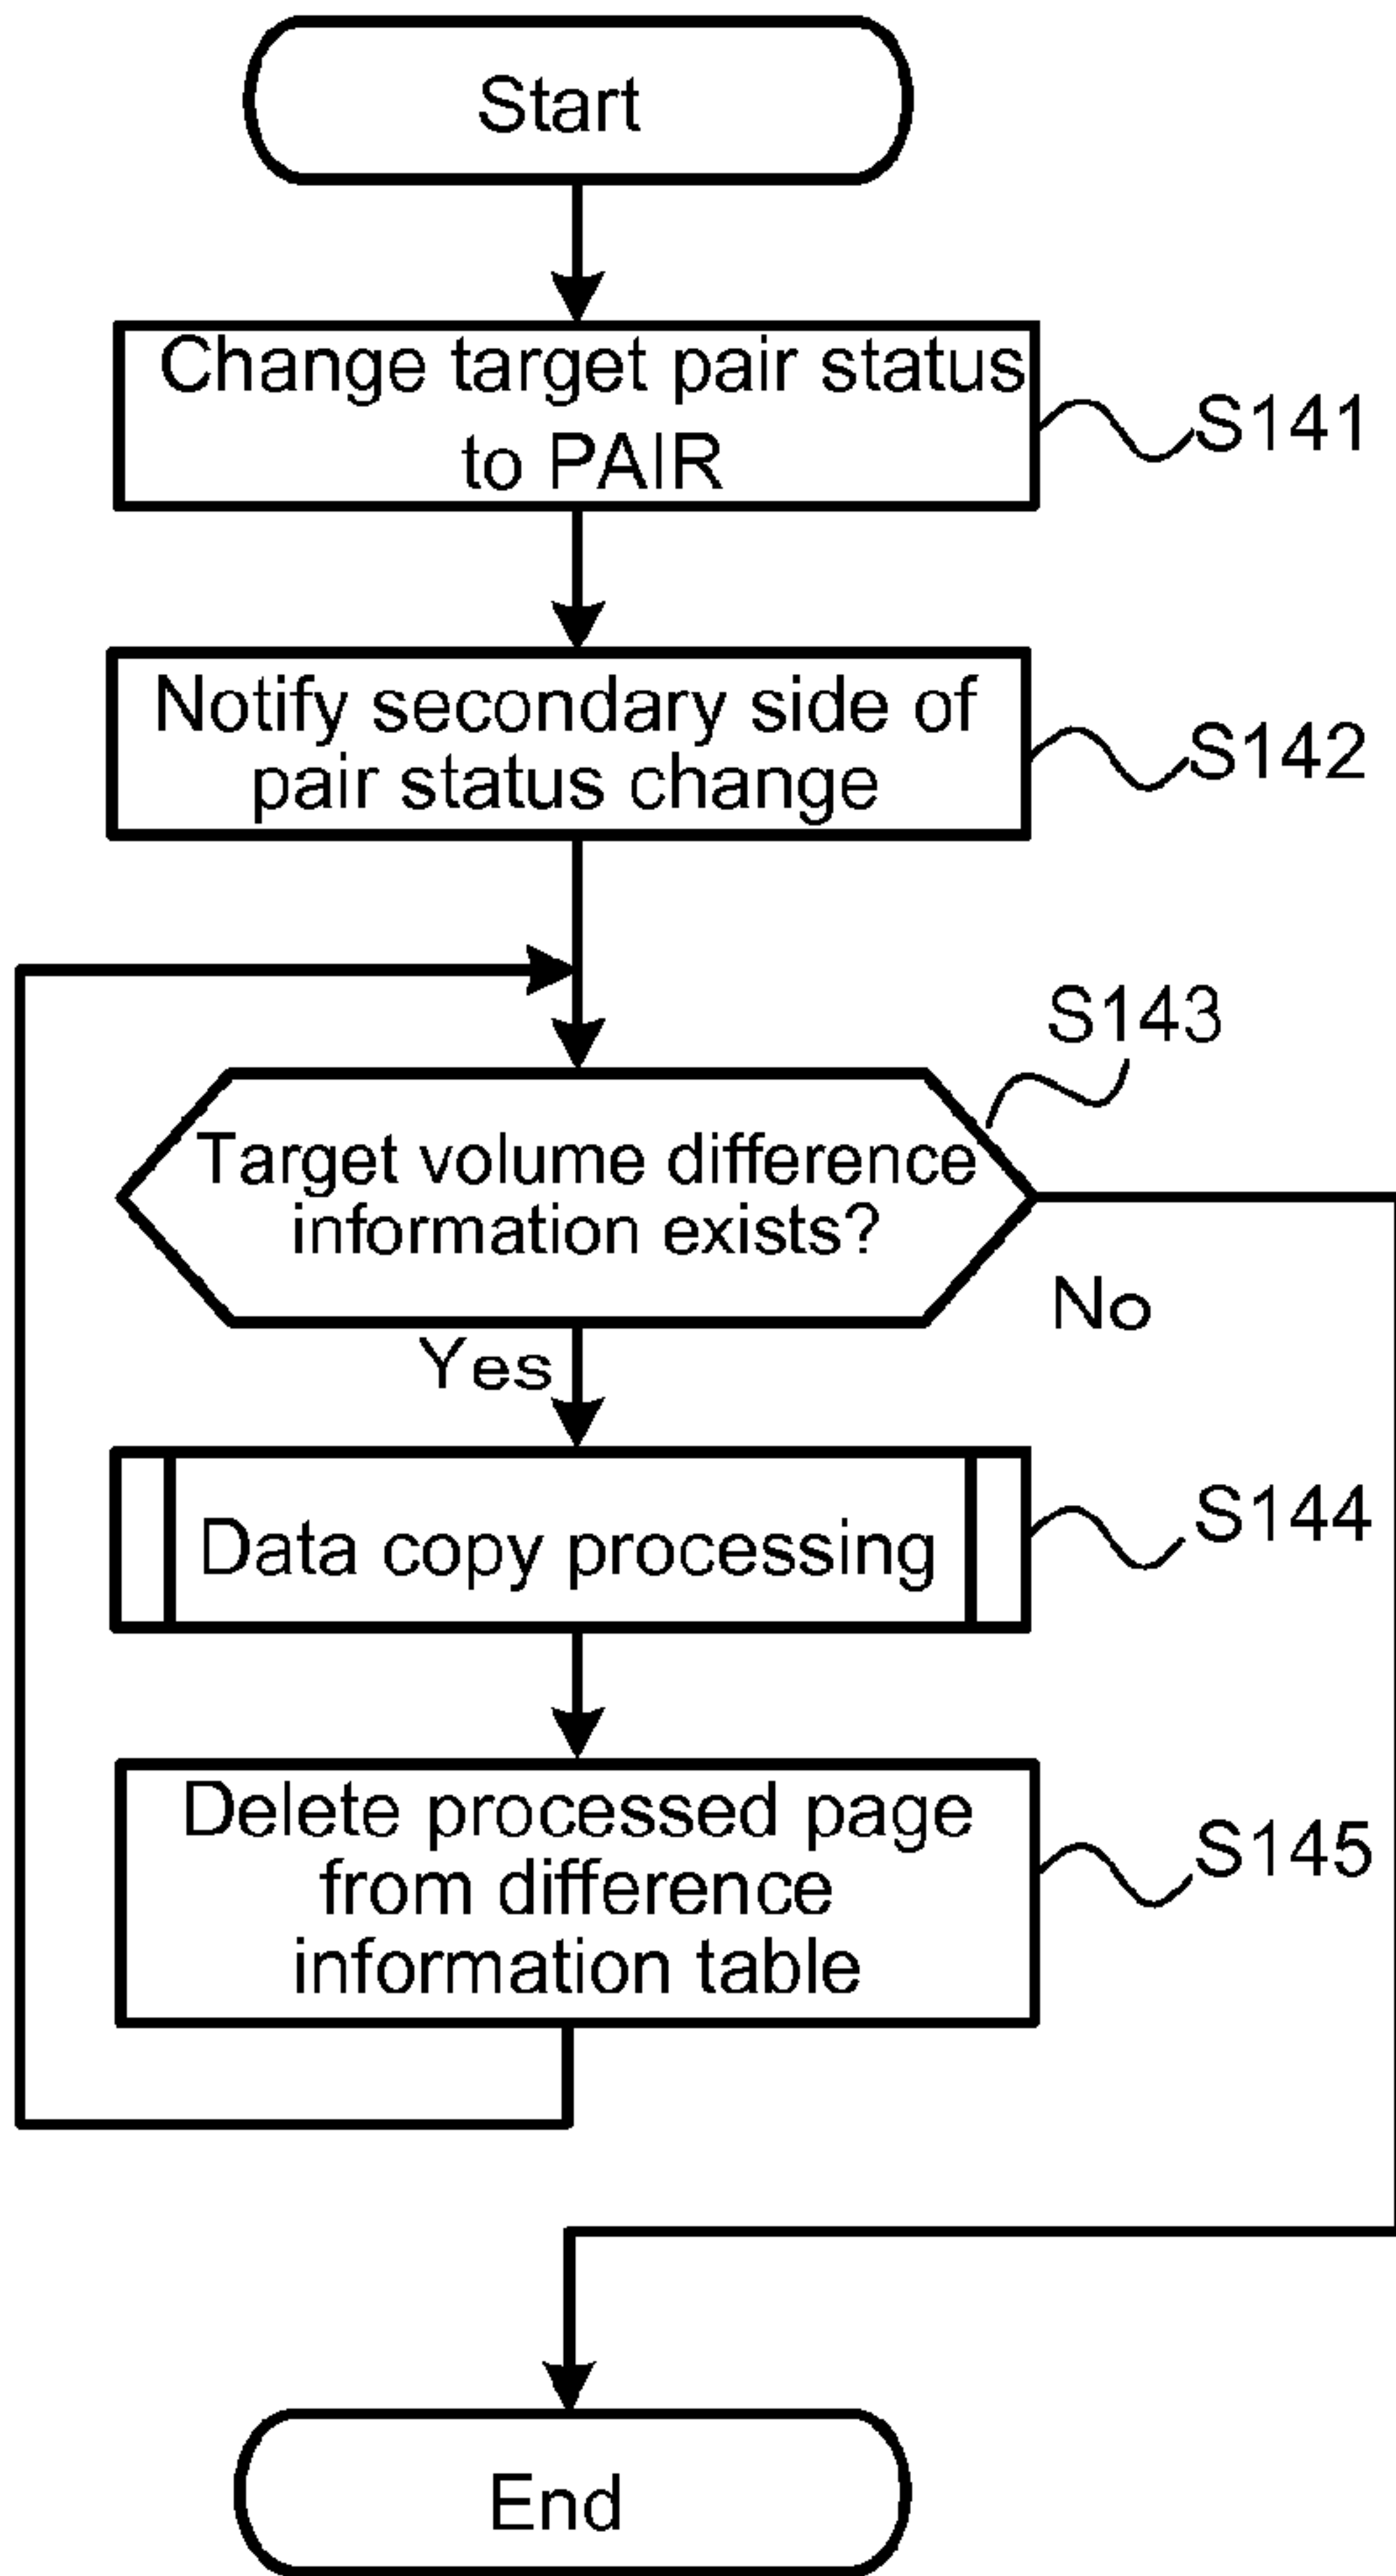 Start
Change target pair status
to PAIR
S141
Notify secondary side of
pair status change
S142
S143
Target volume difference
information exists?
No
Yes
Data copy processing
S144
Delete processed page
from difference
information table
S145
End